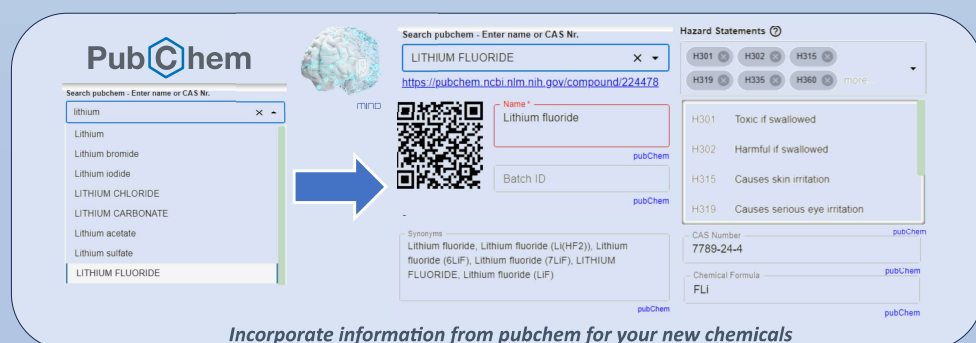 PubChem
Search pubchem - Enter name or CAS Nr.
lithium
Lithium
Lithium bromide
Lithium iodide
LITHIUM CHLORIDE
LITHIUM CARBONATE
Lithium acetate
Lithium sulfate
LITHIUM FLUORIDE
mind
Search pubchem - Enter name or CAS Nr.
LITHIUM FLUORIDE
https://pubchem.ncbi.nlm.nih.gov/compound/224478
Name *
Lithium fluoride
pubChem
Batch ID
pubChem
-
Synonyms
Lithium fluoride, Lithium fluoride (Li(HF2)), Lithium
fluoride (6LiF), Lithium fluoride (7LiF), LITHIUM
FLUORIDE, Lithium fluoride (LiF)
pubChem
Hazard Statements ?
H301 H302 H315
H319 H335 H360 more...
H301 Toxic if swallowed
H302 Harmful if swallowed
H315 Causes skin irritation
H319 Causes serious eye irritation
pubChem
CAS Number
7789-24-4
pubChem
Chemical Formula
FLi
pubChem
Incorporate information from pubchem for your new chemicals